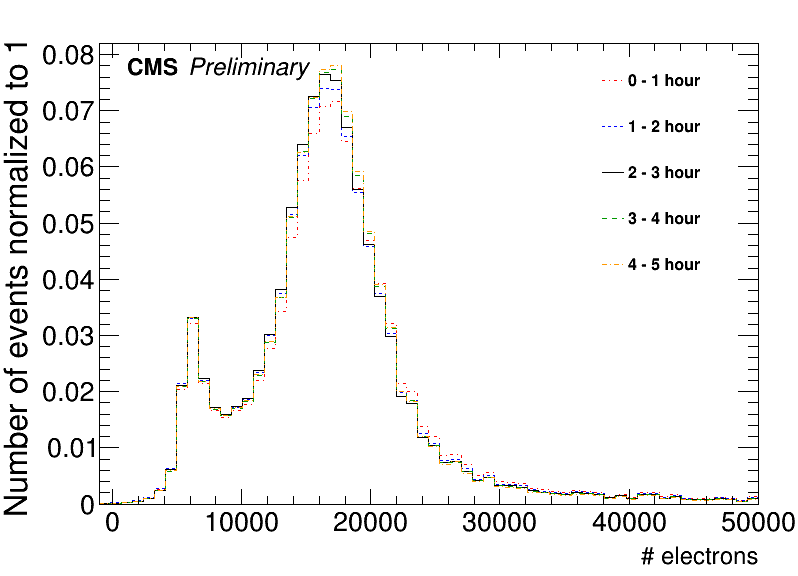 CMS Preliminary
Number of events normalized to 1
0.08
0.07
0.06
0.05
0.04
0.03
0.02
0.01
0
0 - 1 hour
1 - 2 hour
2 - 3 hour
3 - 4 hour
4 - 5 hour
0 10000 20000 30000 40000 50000
# electrons